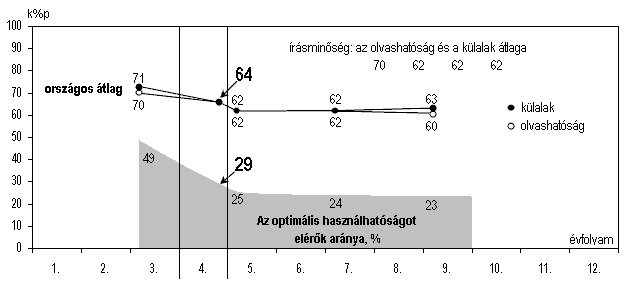 k%p
100
írásminőség: az olvashatóság és a külalak átlaga
90
70 62 62 62
80
országos átlag
71
64
70
70
62
62
63
külalak
60
62
62
60
olvashatóság
50
49
40
29
30
20
25
24
23
10
Az optimális használhatóságot
elérők aránya, %
0
évfolyam
1. 2. 3. 4. 5. 6. 7. 8. 9. 10. 11. 12.